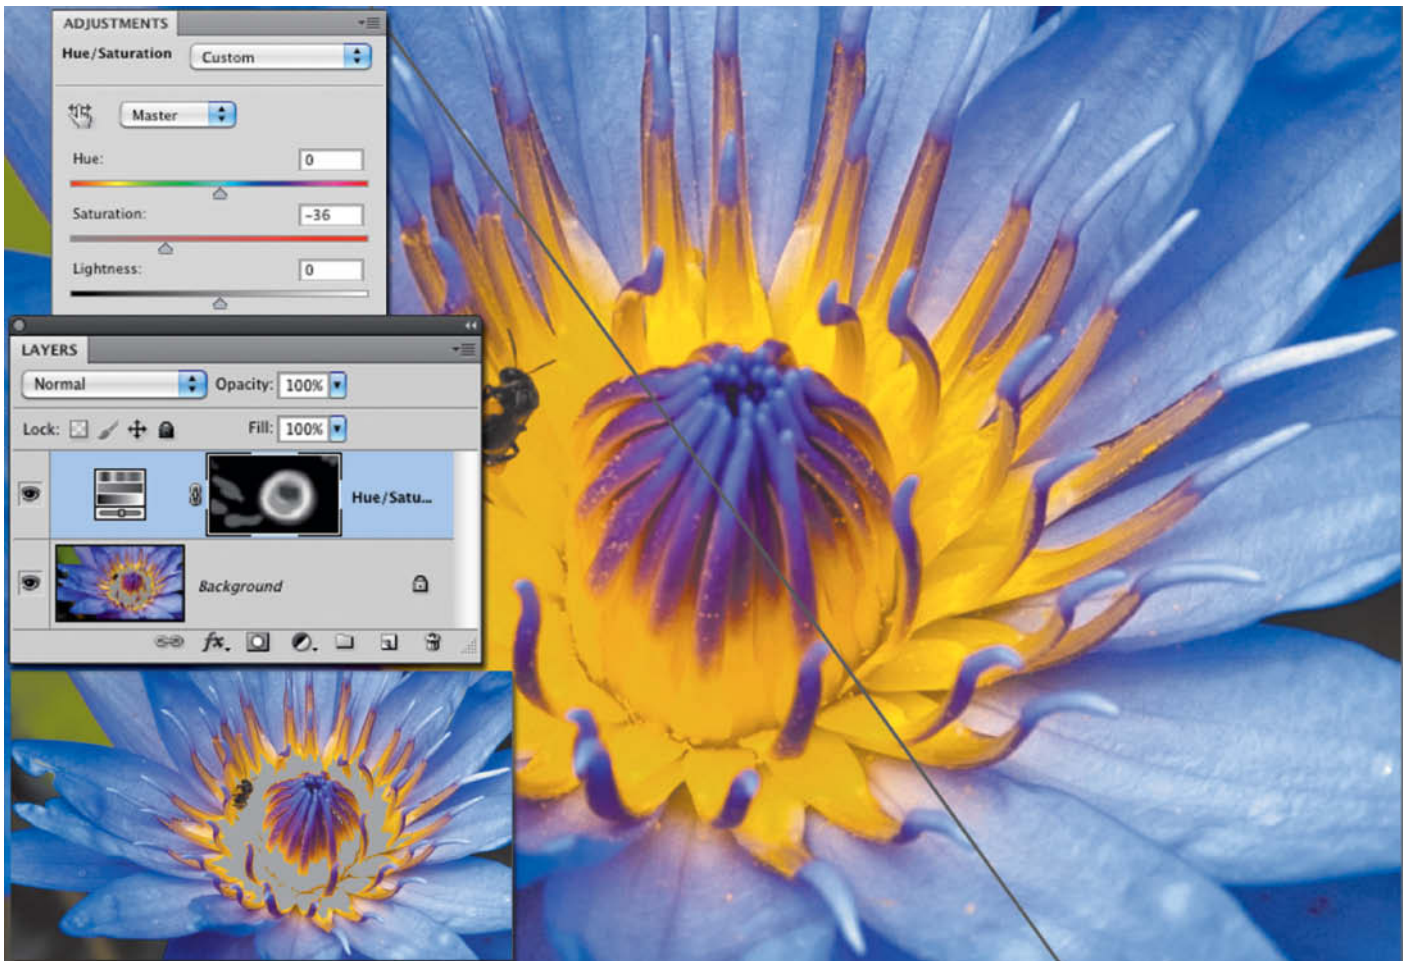 ADJUSTMENTS
Hue/Saturation Custom
Master
Hue: 0
Saturation: -36
Lightness: 0
LAYERS
Normal Opacity: 100%
Lock: Fill: 100%
Hue/Satu...
Background
fx.